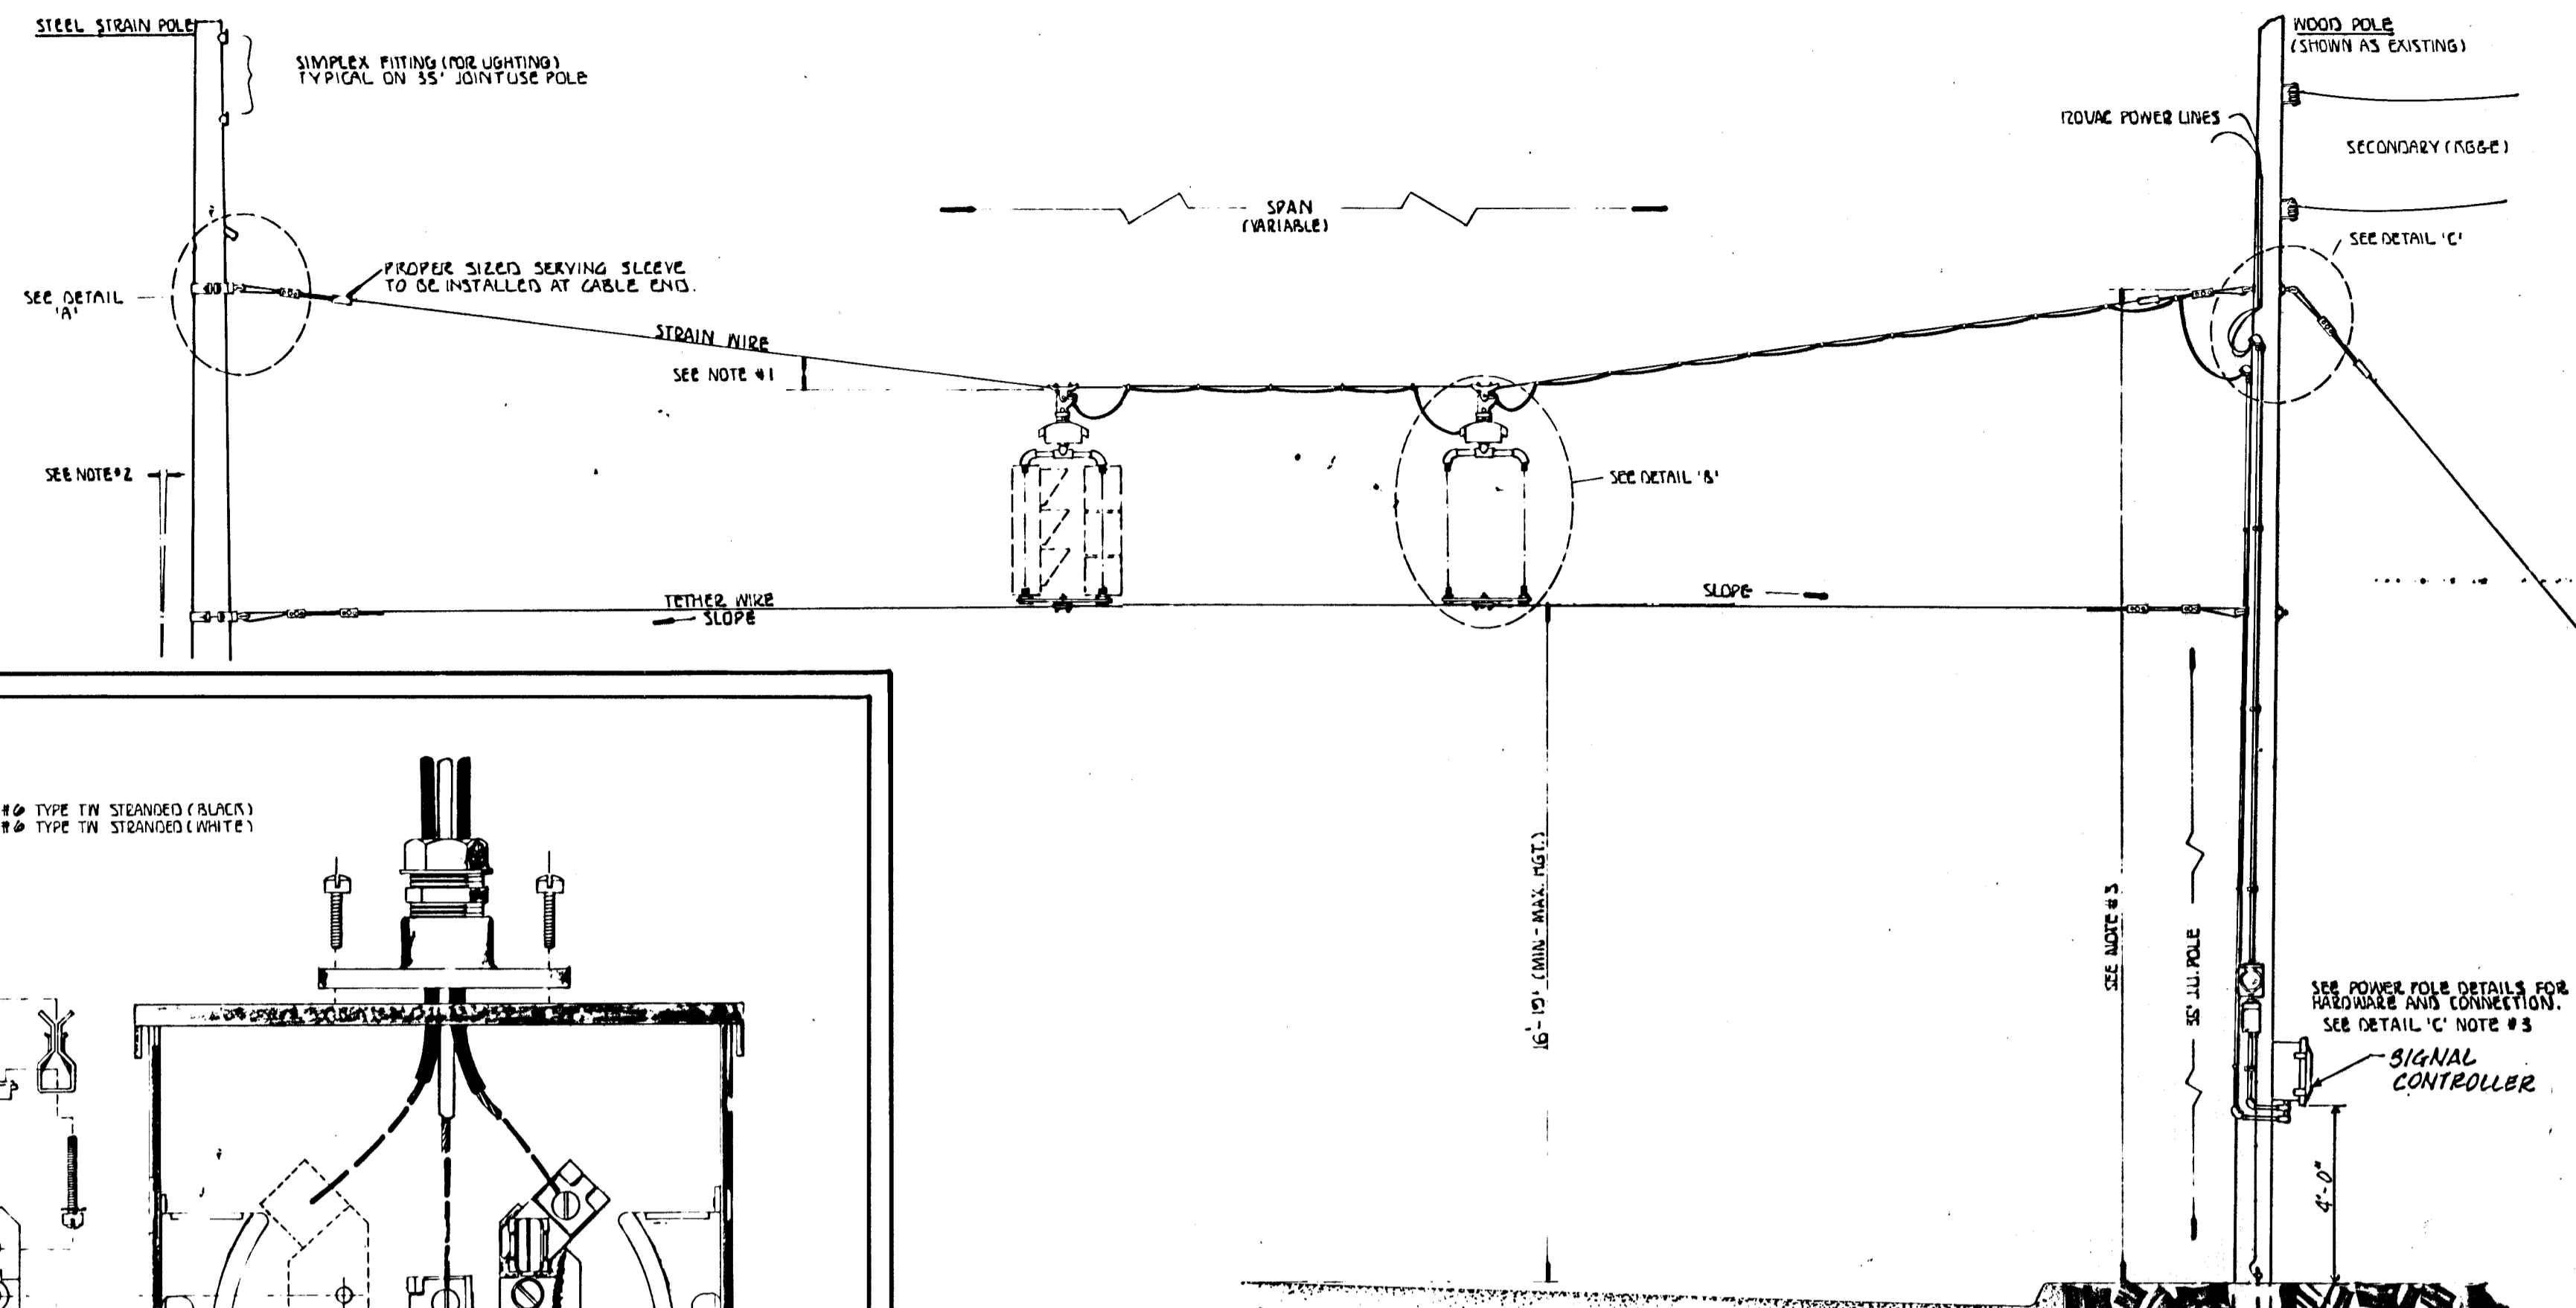 STEEL STRAIN POLE
SIMPLEX FITTING (FOR LIGHTING)
TYPICAL ON 35' JOINT USE POLE
WOOD POLE
(SHOWN AS EXISTING)
120VAC POWER LINES
SECONDARY (RG&E)
SPAN
(VARIABLE)
SEE DETAIL 'C'
PROPER SIZED SERVING SLEEVE
TO BE INSTALLED AT CABLE END.
SEE DETAIL
'A'
STRAIN WIRE
SEE NOTE #1
SEE NOTE #2
SEE DETAIL 'B'
TETHER WIRE
SLOPE
SLOPE
#6 TYPE TW STRANDED (BLACK)
#6 TYPE TW STRANDED (WHITE)
(MIN - MAX. HGT.)
SEE NOTE #3
35' J.U. POLE
SEE POWER POLE DETAILS FOR
HARDWARE AND CONNECTION.
SEE DETAIL 'C' NOTE #3
SIGNAL
CONTROLLER
4'-0"